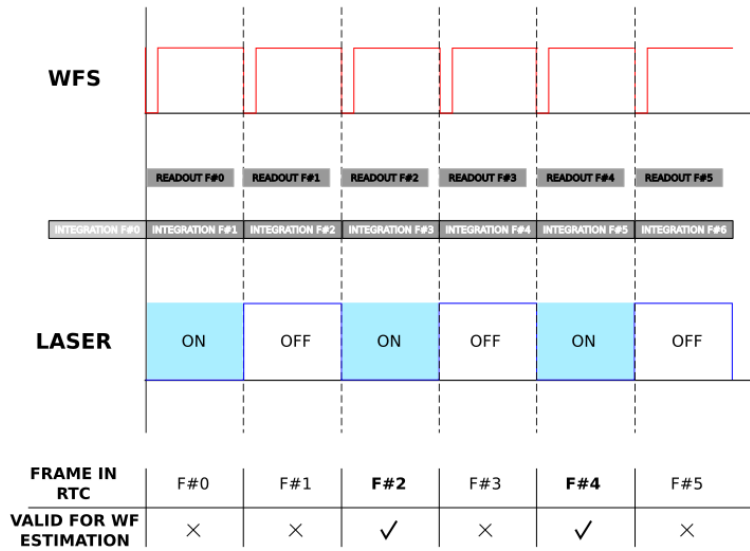 WFS
READOUT F#0 READOUT F#1 READOUT F#2 READOUT F#3 READOUT F#4 READOUT F#5
INTEGRATION F#0 INTEGRATION F#1 INTEGRATION F#2 INTEGRATION F#3 INTEGRATION F#4 INTEGRATION F#5 INTEGRATION F#6
LASER ON OFF ON OFF ON OFF
FRAME IN
RTC
F#0 F#1 F#2 F#3 F#4 F#5
VALID FOR WF
ESTIMATION
× × ✓ × ✓ ×